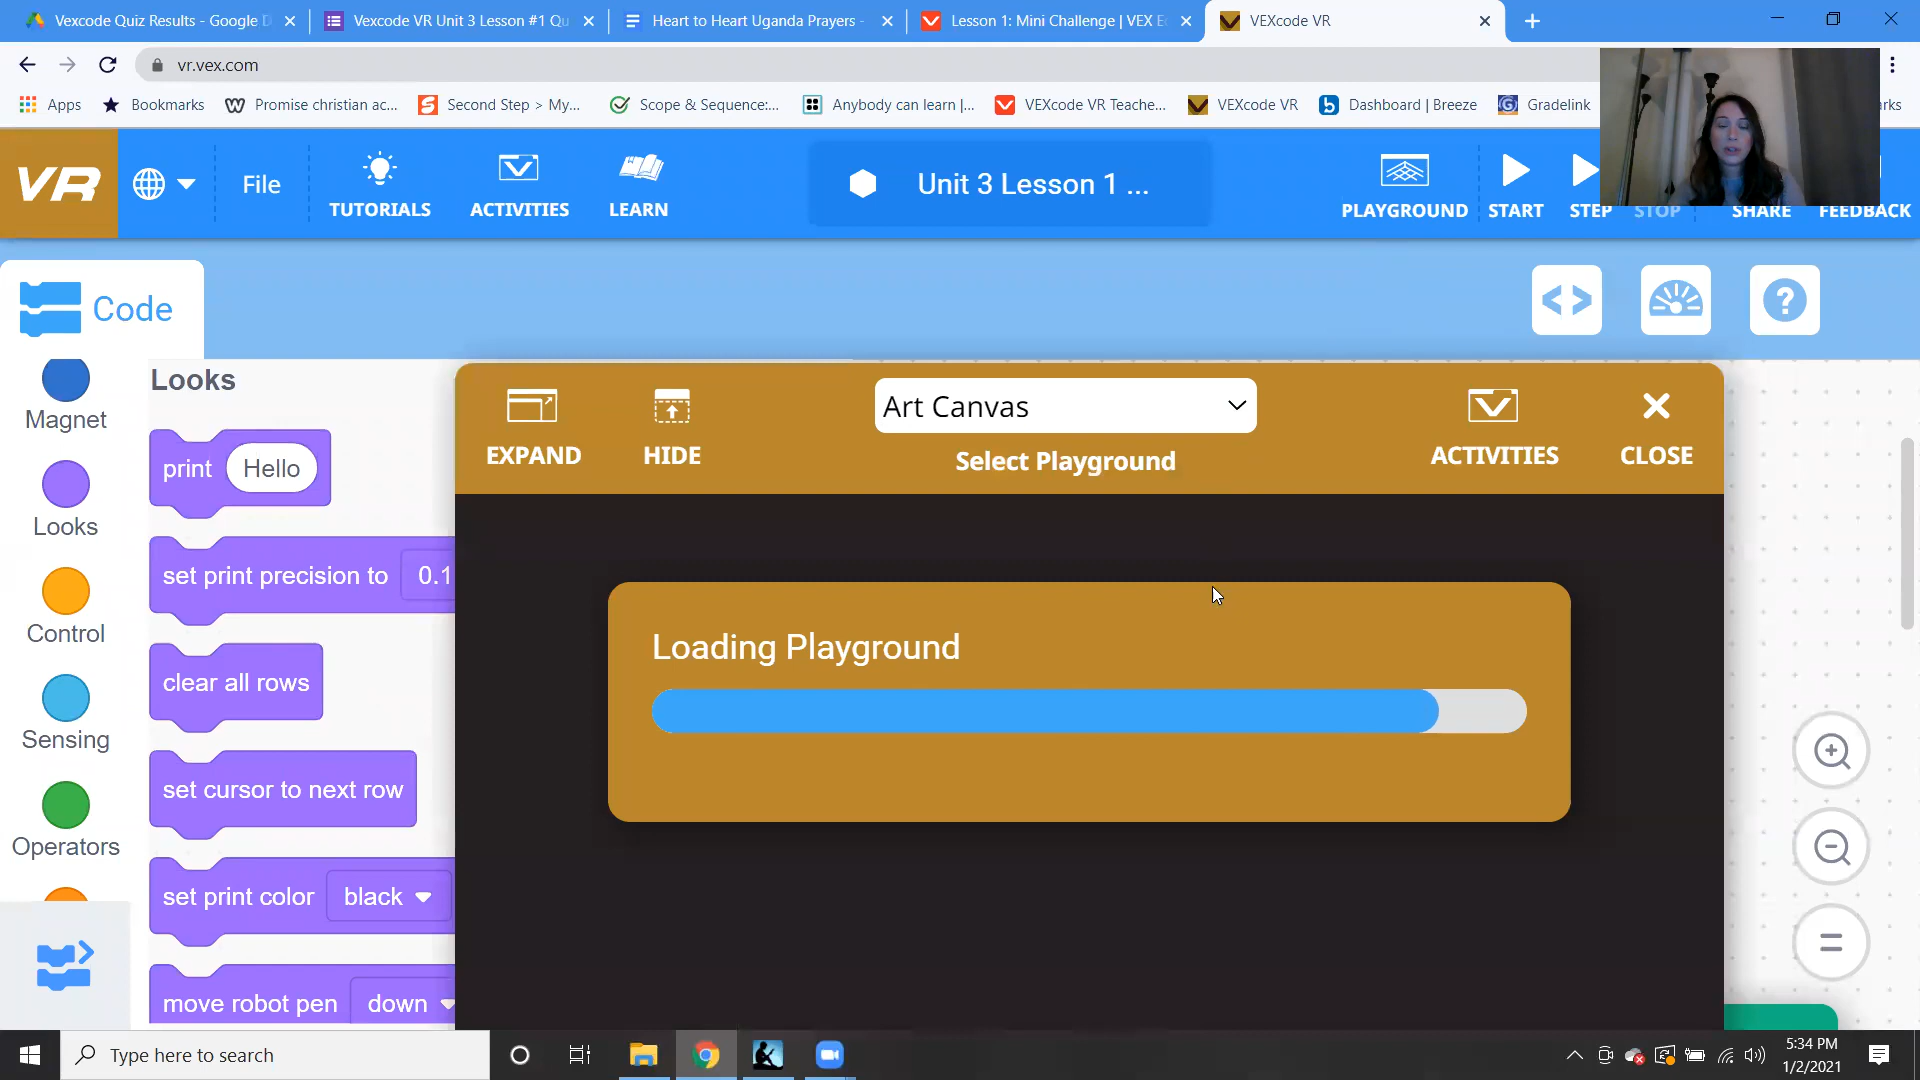 Vexcode Quiz Results - Google D
Vexcode VR Unit 3 Lesson #1 Qu
Heart to Heart Uganda Prayers -
Lesson 1: Mini Challenge | VEX E
VEXcode VR
vr.vex.com
Apps
Bookmarks
Promise christian ac...
Second Step > My...
Scope & Sequence:...
Anybody can learn |...
VEXcode VR Teache...
VEXcode VR
Dashboard | Breeze
Gradelink
rks
VR
File
TUTORIALS
ACTIVITIES
LEARN
Unit 3 Lesson 1 ...
PLAYGROUND
START
STEP
STOP
SHARE
FEEDBACK
Code
Magnet
Looks
Control
Sensing
Operators
Looks
print Hello
set print precision to 0.1
clear all rows
set cursor to next row
set print color black
move robot pen down
EXPAND
HIDE
Art Canvas
Select Playground
ACTIVITIES
CLOSE
Loading Playground
Type here to search
5:34 PM
1/2/2021